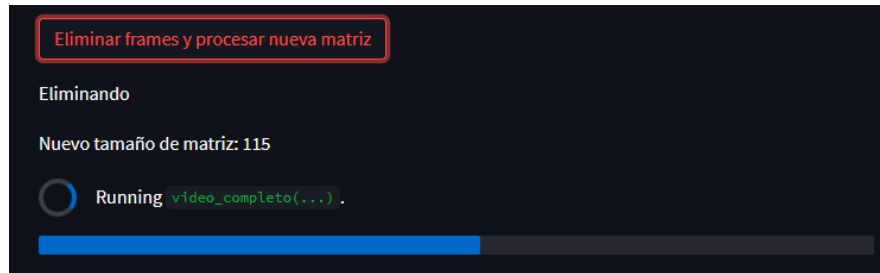 Eliminar frames y procesar nueva matriz
Eliminando
Nuevo tamaño de matriz: 115
Running video_completo(...) .